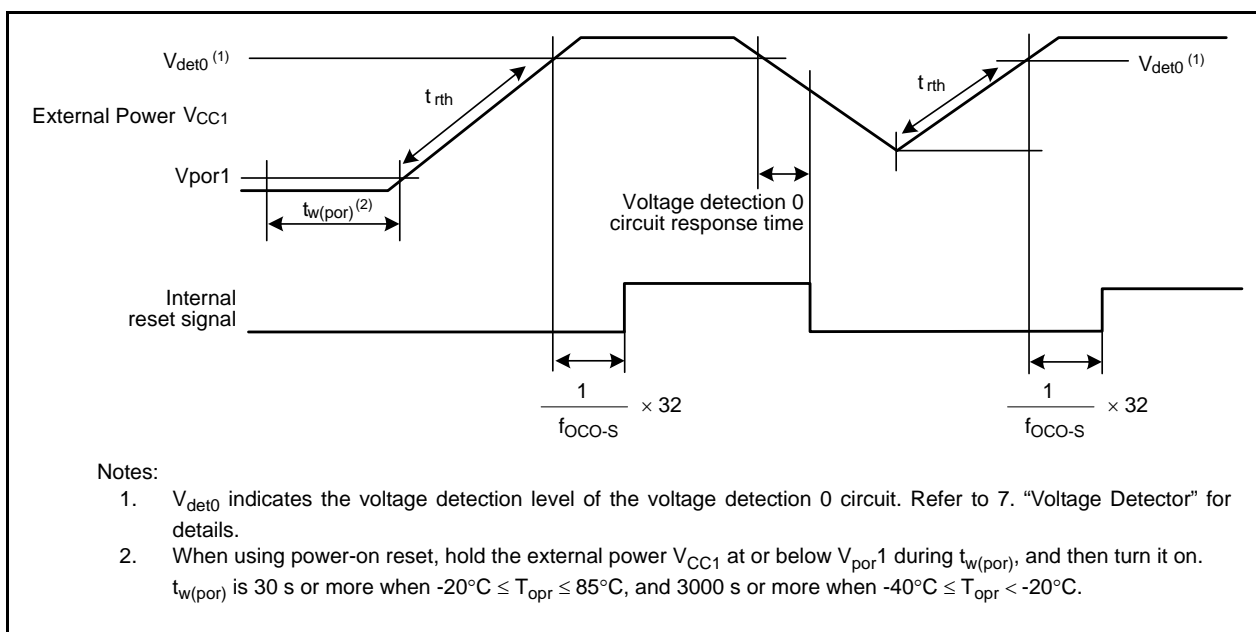 Vdet0 (1)
trth
External Power VCC1
Vpor1
tw(por)(2)
trth
Vdet0 (1)
Voltage detection 0
circuit response time
Internal
reset signal
1
fOCO-S
× 32
1
fOCO-S
× 32
Notes:
1. Vdet0 indicates the voltage detection level of the voltage detection 0 circuit. Refer to 7. “Voltage Detector” for
details.
2. When using power-on reset, hold the external power VCC1 at or below Vpor1 during tw(por), and then turn it on.
tw(por) is 30 s or more when -20°C ≤ Topr ≤ 85°C, and 3000 s or more when -40°C ≤ Topr < -20°C.